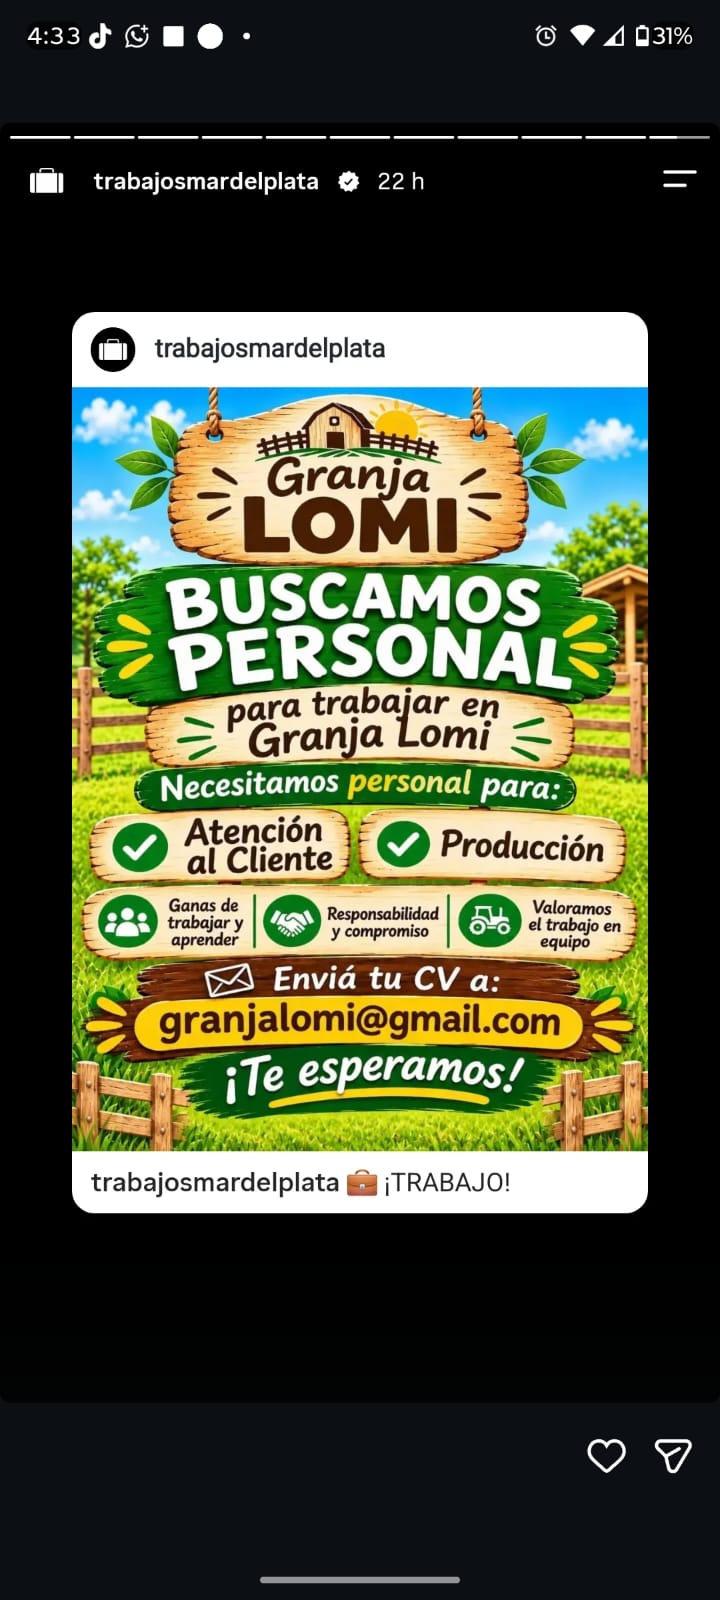 4:33
31%
trabajosmardelplata 22 h
trabajosmardelplata
Granja
LOMI
BUSCAMOS
PERSONAL
para trabajar en
Granja Lomi
Necesitamos personal para:
Atención
al Cliente
Producción
Ganas de
trabajar y
aprender
Responsabilidad
y compromiso
Valoramos
el trabajo en
equipo
Enviá tu CV a:
granjalomi@gmail.com
¡Te esperamos!
trabajosmardelplata 💼 ¡TRABAJO!